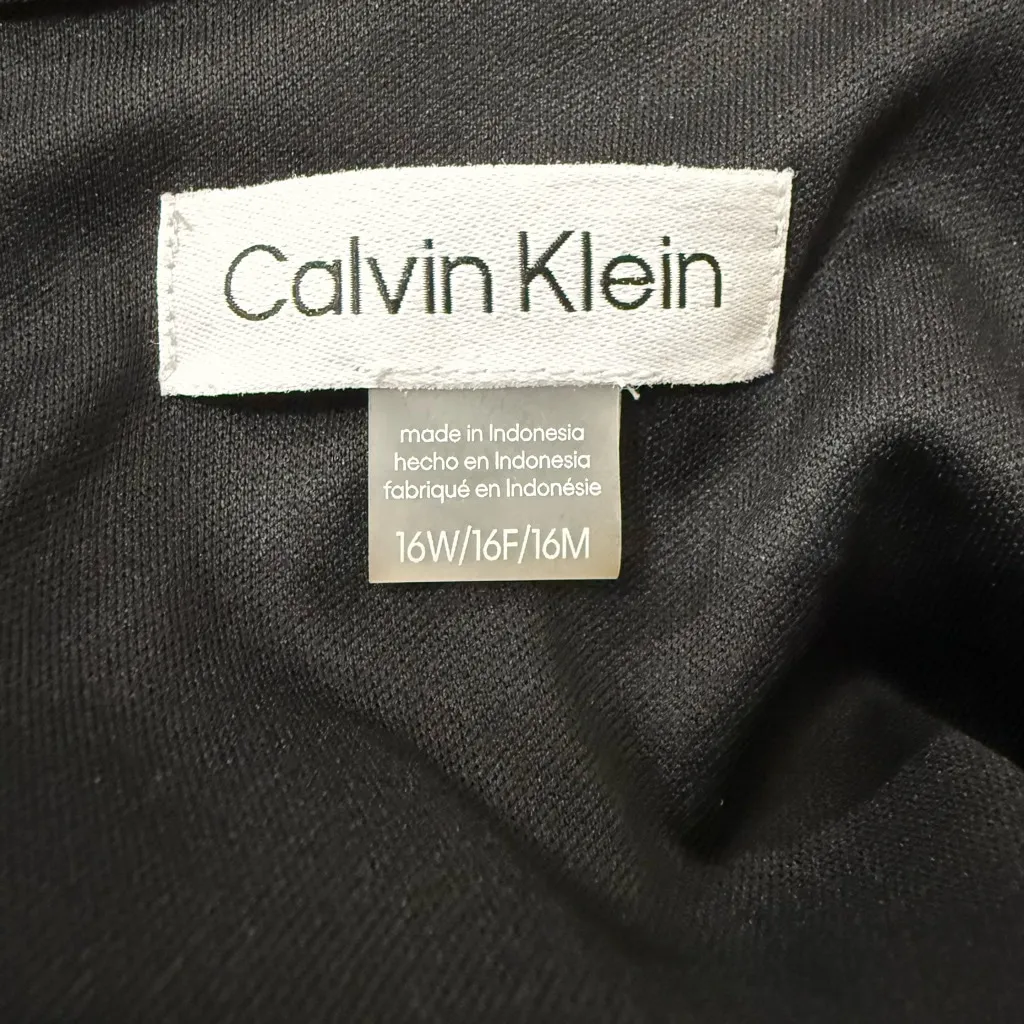 Calvin Klein
made in Indonesia
hecho en Indonesia
fabriqué en Indonésie
16W/16F/16M